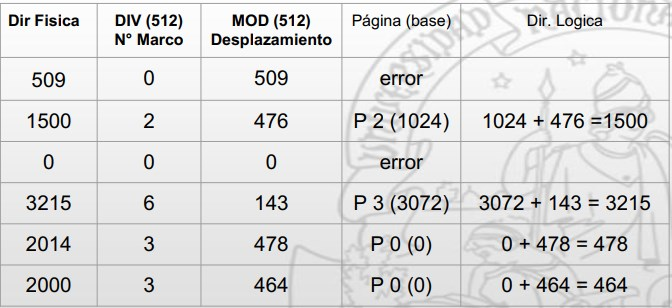 Dir Fisica DIV (512) N° Marco MOD (512) Desplazamiento Página (base) Dir. Logica
509 0 509 error
1500 2 476 P 2 (1024) 1024 + 476 =1500
0 0 0 error
3215 6 143 P 3 (3072) 3072 + 143 = 3215
2014 3 478 P 0 (0) 0 + 478 = 478
2000 3 464 P 0 (0) 0 + 464 = 464